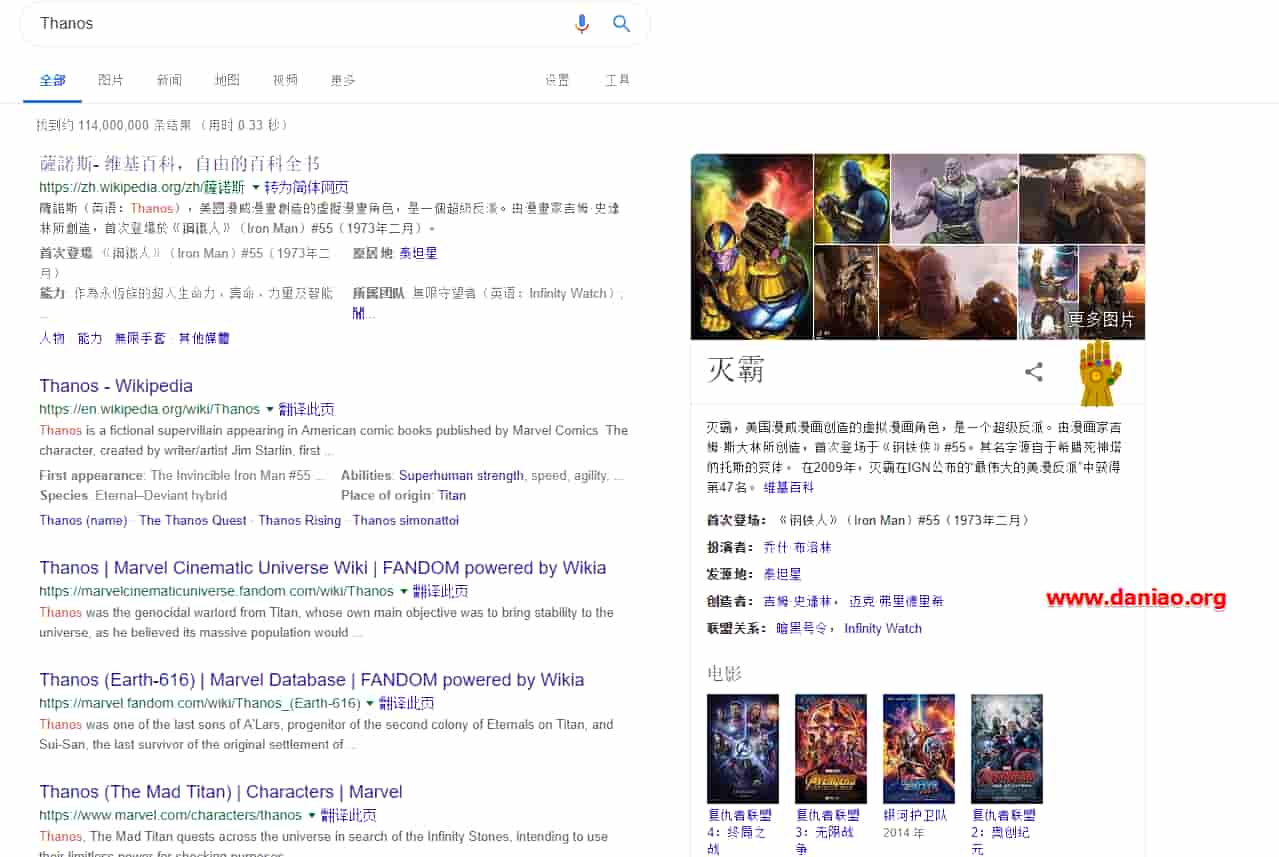 Thanos
全部 图片 新闻 地图 视频 更多 设置 工具
找到约 114,000,000 条结果 （用时 0.33 秒）
薩諾斯- 维基百科，自由的百科全书
https://zh.wikipedia.org/zh/薩諾斯 转为简体网页
薩諾斯（英语：Thanos），美國漫威漫畫創造的虛擬漫畫角色，是一個超級反派。由漫畫家吉姆·史達
林所創造，首次登場於《鋼鐵人》（Iron Man）#55（1973年二月）。
首次登場: 《鋼鐵人》（Iron Man）#55（1973年二
月）
原居地: 泰坦星
能力: 作為永恆族的超人生命力，壽命，力量及智能
...
所属团队: 無限守望者（英语：Infinity Watch）;
關...
人物 · 能力 · 無限手套 · 其他媒體
Thanos - Wikipedia
https://en.wikipedia.org/wiki/Thanos 翻译此页
Thanos is a fictional supervillain appearing in American comic books published by Marvel Comics. The
character, created by writer/artist Jim Starlin, first ...
First appearance: The Invincible Iron Man #55 ...
Abilities: Superhuman strength, speed, agility, ...
Species: Eternal–Deviant hybrid
Place of origin: Titan
Thanos (name) · The Thanos Quest · Thanos Rising · Thanos simonattoi
Thanos | Marvel Cinematic Universe Wiki | FANDOM powered by Wikia
https://marvelcinematicuniverse.fandom.com/wiki/Thanos 翻译此页
Thanos was the genocidal warlord from Titan, whose own main objective was to bring stability to the
universe, as he believed its massive population would ...
Thanos (Earth-616) | Marvel Database | FANDOM powered by Wikia
https://marvel.fandom.com/wiki/Thanos_(Earth-616) 翻译此页
Thanos was one of the last sons of A'Lars, progenitor of the second colony of Eternals on Titan, and
Sui-San, the last survivor of the original settlement of ...
Thanos (The Mad Titan) | Characters | Marvel
https://www.marvel.com/characters/thanos 翻译此页
Thanos, The Mad Titan quests across the universe in search of the Infinity Stones, intending to use
their limitless power for shocking purposes.
更多图片
灭霸
灭霸，美国漫威漫画创造的虚拟漫画角色，是一个超级反派。由漫画家吉
姆·斯大林所创造，首次登场于《钢铁侠》#55。其名字源自于希腊死神塔
纳托斯的变体。 在2009年，灭霸在IGN公布的“最伟大的美漫反派”中获得
第47名。 维基百科
首次登场： 《钢铁人》（Iron Man）#55（1973年二月）
扮演者： 乔什·布洛林
发源地： 泰坦星
创造者： 吉姆·史達林， 迈克·弗里德里希
联盟关系： 暗黑号令， Infinity Watch
www.daniao.org
电影
AVENGERS
复仇者联盟
4：终局之
战
复仇者联盟
3：无限战
争
银河护卫队
2014 年
复仇者联盟
2：奥创纪
元